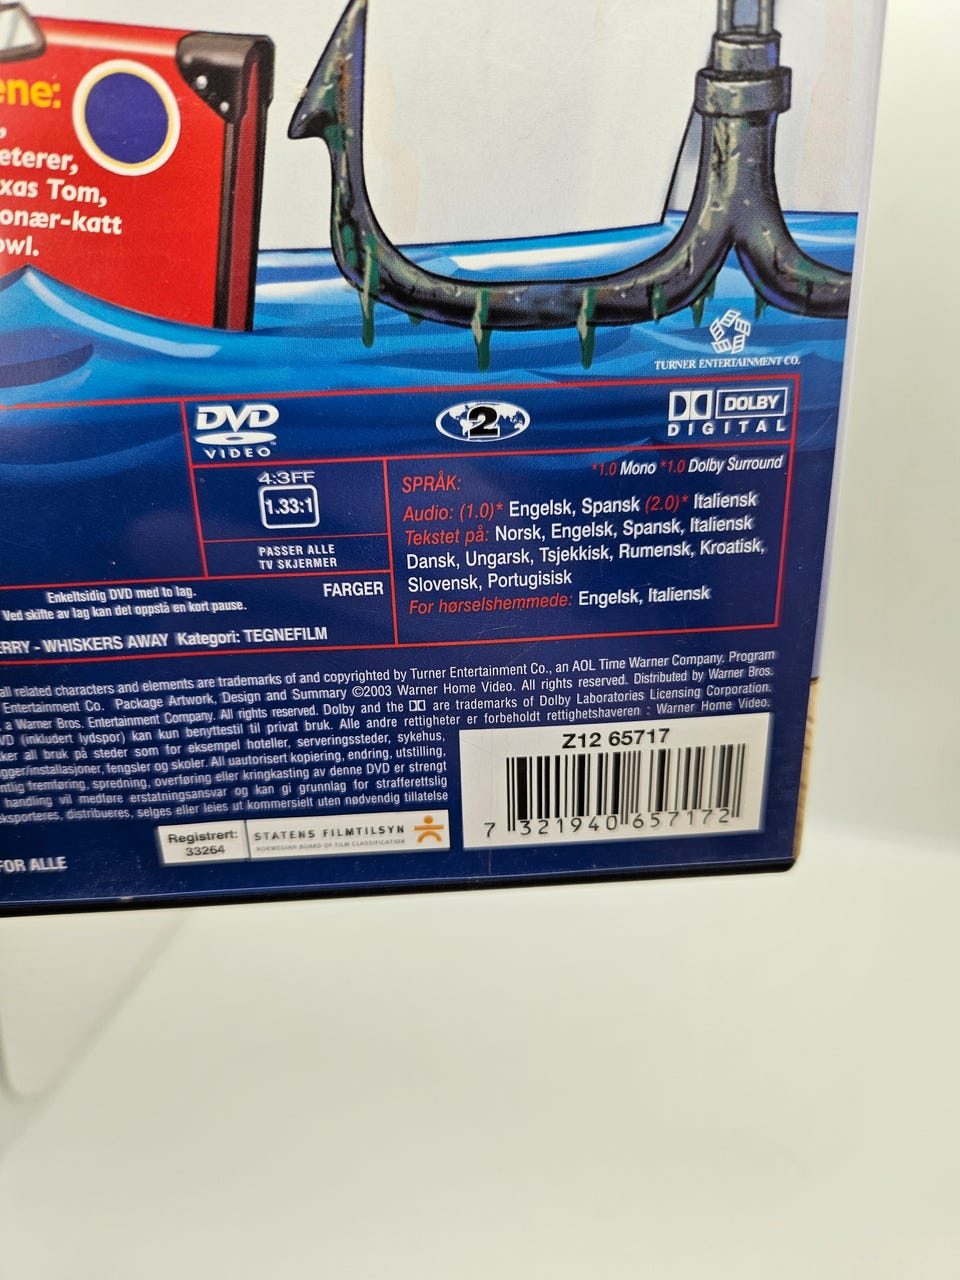 ene:
,
eterer,
xas Tom,
onær-katt
owl.
TURNER ENTERTAINMENT CO.
DVD
VIDEO
2
DOLBY
DIGITAL
4:3FF
1.33:1
PASSER ALLE
TV SKJERMER
*1.0 Mono *1.0 Dolby Surround
SPRÅK:
Audio: (1.0)* Engelsk, Spansk (2.0)* Italiensk
Tekstet på: Norsk, Engelsk, Spansk, Italiensk
Dansk, Ungarsk, Tsjekkisk, Rumensk, Kroatisk,
Slovensk, Portugisisk
For hørselshemmede: Engelsk, Italiensk
Enkeltsidig DVD med to lag.
Ved skifte av lag kan det oppstå en kort pause.
FARGER
ERRY - WHISKERS AWAY Kategori: TEGNEFILM
all related characters and elements are trademarks of and copyrighted by Turner Entertainment Co., an AOL Time Warner Company. Program
Entertainment Co. Package Artwork, Design and Summary ©2003 Warner Home Video. All rights reserved. Distributed by Warner Bros.
, a Warner Bros. Entertainment Company. All rights reserved. Dolby and the are trademarks of Dolby Laboratories Licensing Corporation.
VD (inkludert lydspor) kan kun benyttestil til privat bruk. Alle andre rettigheter er forbeholdt rettighetshaveren : Warner Home Video.
ker all bruk på steder som for eksempel hoteller, serveringssteder, sykehus,
gger/installasjoner, fengsler og skoler. All uautorisert kopiering, endring, utstilling,
ntlig fremføring, spredning, overføring eller kringkasting av denne DVD er strengt
handling vil medføre erstatningsansvar og kan gi grunnlag for strafferettslig
eksporteres, distribueres, selges eller leies ut kommersielt uten nødvendig tillatelse
Z12 65717
7 321940 657172
Registrert:
33264
STATENS FILMTILSYN
NORWEGIAN BOARD OF FILM CLASSIFICATION
FOR ALLE